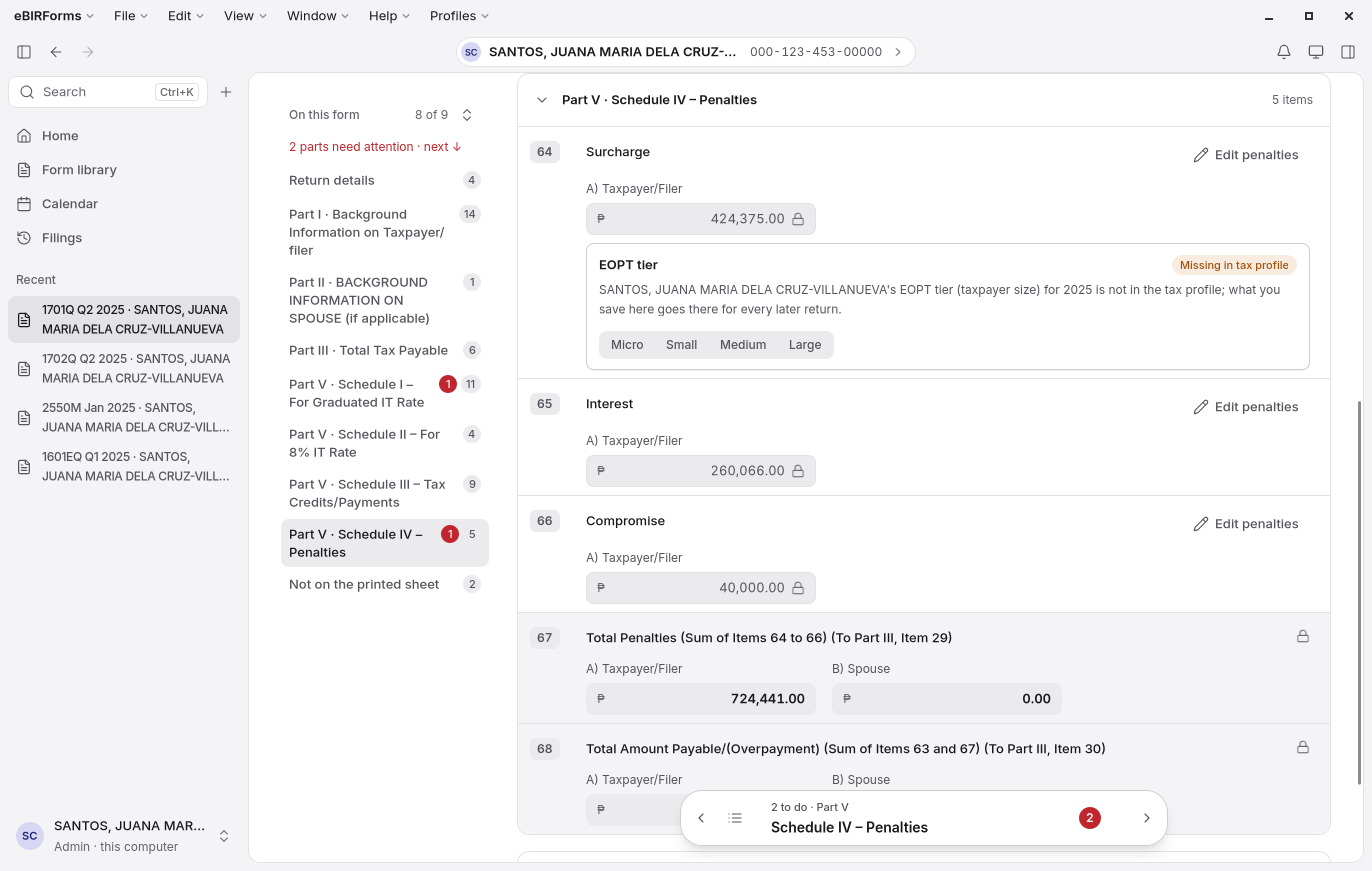 eBIRForms File Edit View Window Help Profiles
SC SANTOS, JUANA MARIA DELA CRUZ-... 000-123-453-00000
Search Ctrl+K
Home
Form library
Calendar
Filings
Recent
1701Q Q2 2025 · SANTOS, JUANA
MARIA DELA CRUZ-VILLANUEVA
1702Q Q2 2025 · SANTOS, JUANA
MARIA DELA CRUZ-VILLANUEVA
2550M Jan 2025 · SANTOS,
JUANA MARIA DELA CRUZ-VILL...
1601EQ Q1 2025 · SANTOS,
JUANA MARIA DELA CRUZ-VILL...
SC SANTOS, JUANA MAR...
Admin · this computer
On this form 8 of 9
2 parts need attention · next ↓
Return details 4
Part I · Background 14
Information on Taxpayer/
filer
Part II · BACKGROUND 1
INFORMATION ON
SPOUSE (if applicable)
Part III · Total Tax Payable 6
Part V · Schedule I – 1 11
For Graduated IT Rate
Part V · Schedule II – For 4
8% IT Rate
Part V · Schedule III – Tax 9
Credits/Payments
Part V · Schedule IV – 1 5
Penalties
Not on the printed sheet 2
Part V · Schedule IV – Penalties 5 items
64 Surcharge Edit penalties
A) Taxpayer/Filer
₱ 424,375.00
EOPT tier Missing in tax profile
SANTOS, JUANA MARIA DELA CRUZ-VILLANUEVA's EOPT tier (taxpayer size) for 2025 is not in the tax profile; what you
save here goes there for every later return.
Micro Small Medium Large
65 Interest Edit penalties
A) Taxpayer/Filer
₱ 260,066.00
66 Compromise Edit penalties
A) Taxpayer/Filer
₱ 40,000.00
67 Total Penalties (Sum of Items 64 to 66) (To Part III, Item 29)
A) Taxpayer/Filer B) Spouse
₱ 724,441.00 ₱ 0.00
68 Total Amount Payable/(Overpayment) (Sum of Items 63 and 67) (To Part III, Item 30)
A) Taxpayer/Filer B) Spouse
₱
2 to do · Part V
Schedule IV – Penalties 2